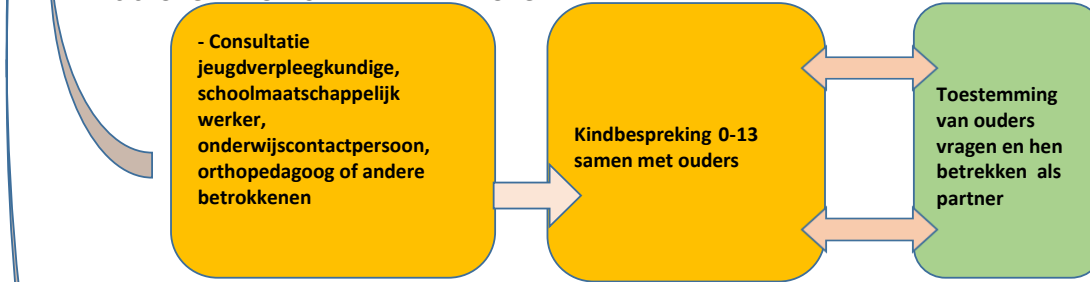 - Consultatie
jeugdverpleegkundige,
schoolmaatschappelijk
werker,
onderwijscontactpersoon,
orthopedagoog of andere
betrokkenen
Kindbespreking 0-13
samen met ouders
Toestemming
van ouders
vragen en hen
betrekken als
partner